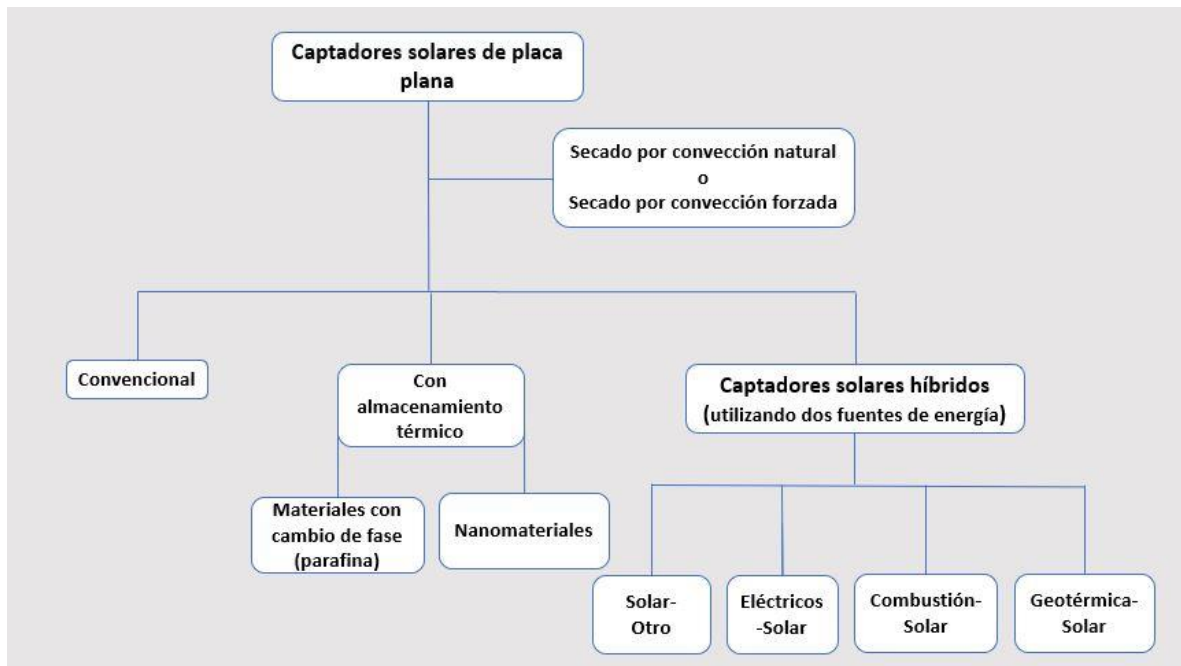 Captadores solares de placa
plana
Secado por convección natural
o
Secado por convección forzada
Convencional
Con
almacenamiento
térmico
Captadores solares híbridos
(utilizando dos fuentes de energía)
Materiales con
cambio de fase
(parafina)
Nanomateriales
Solar-
Otro
Eléctricos
-Solar
Combustión-
Solar
Geotérmica-
Solar